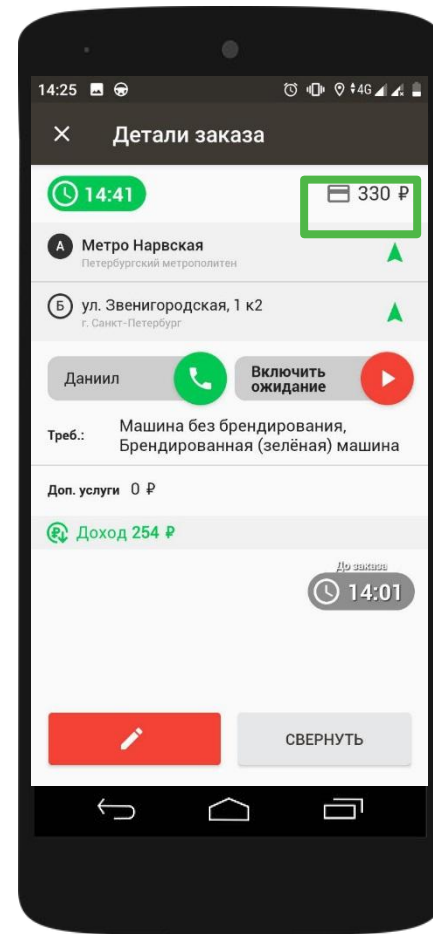 14:25 4G
Детали заказа
14:41 330 ₽
А Метро Нарвская
Петербургский метрополитен
Б ул. Звенигородская, 1 к2
г. Санкт-Петербург
Даниил
Включить
ожидание
Треб.: Машина без брендирования,
Брендированная (зелёная) машина
Доп. услуги 0 ₽
Доход 254 ₽
До заказа
14:01
СВЕРНУТЬ